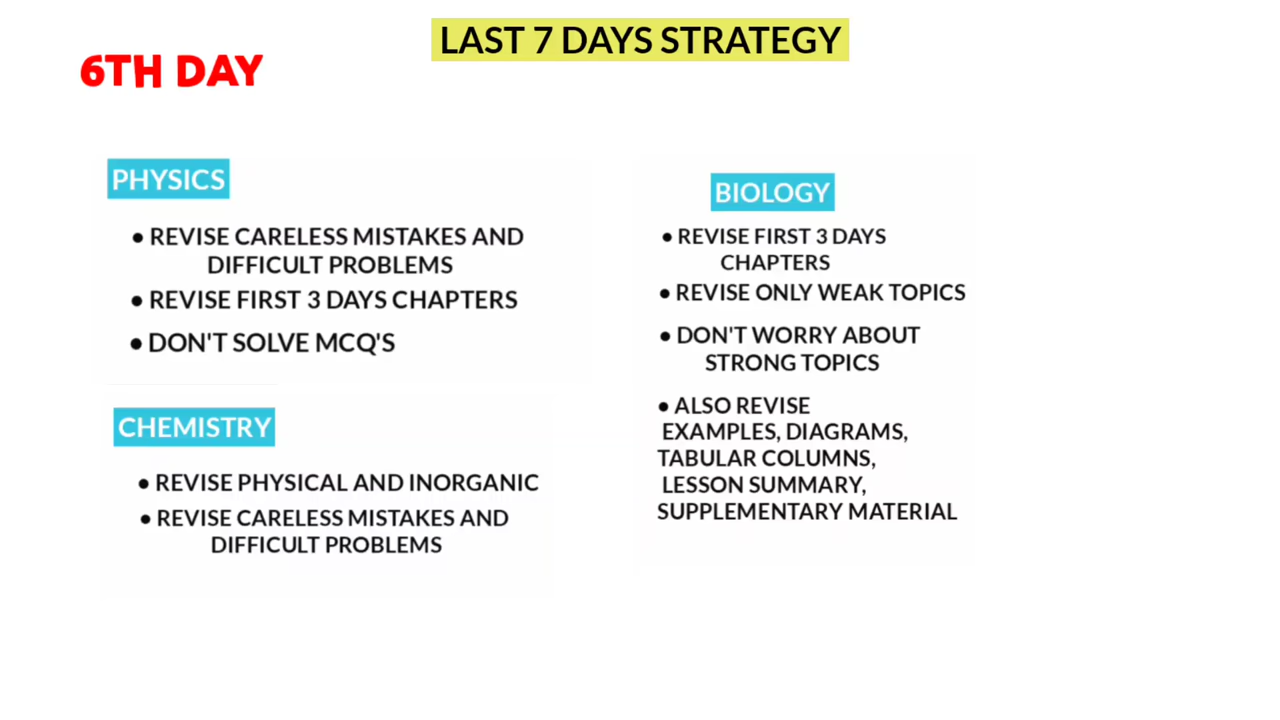 LAST 7 DAYS STRATEGY
6TH DAY
PHYSICS
● REVISE CARELESS MISTAKES AND
DIFFICULT PROBLEMS
● REVISE FIRST 3 DAYS CHAPTERS
● DON'T SOLVE MCQ'S
CHEMISTRY
● REVISE PHYSICAL AND INORGANIC
● REVISE CARELESS MISTAKES AND
DIFFICULT PROBLEMS
BIOLOGY
● REVISE FIRST 3 DAYS
CHAPTERS
● REVISE ONLY WEAK TOPICS
● DON'T WORRY ABOUT
STRONG TOPICS
● ALSO REVISE
EXAMPLES, DIAGRAMS,
TABULAR COLUMNS,
LESSON SUMMARY,
SUPPLEMENTARY MATERIAL